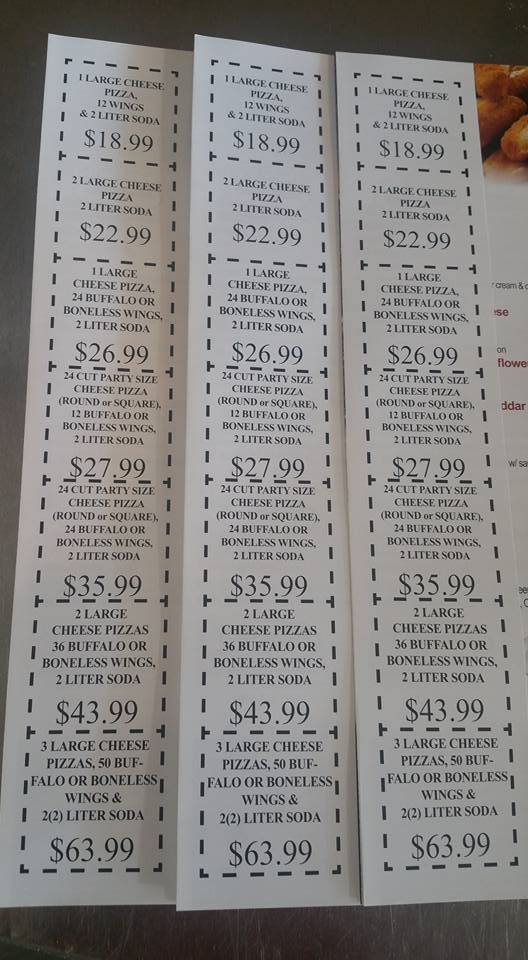 1 LARGE CHEESE
PIZZA,
12 WINGS
& 2 LITER SODA
$18.99
2 LARGE CHEESE
PIZZA
2 LITER SODA
$22.99
1 LARGE
CHEESE PIZZA,
24 BUFFALO OR
BONELESS WINGS,
2 LITER SODA
$26.99
24 CUT PARTY SIZE
CHEESE PIZZA
(ROUND or SQUARE),
12 BUFFALO OR
BONELESS WINGS,
2 LITER SODA
$27.99
24 CUT PARTY SIZE
CHEESE PIZZA
(ROUND or SQUARE),
24 BUFFALO OR
BONELESS WINGS,
2 LITER SODA
$35.99
2 LARGE
CHEESE PIZZAS
36 BUFFALO OR
BONELESS WINGS,
2 LITER SODA
$43.99
3 LARGE CHEESE
PIZZAS, 50 BUF-
FALO OR BONELESS
WINGS &
2(2) LITER SODA
$63.99
1 LARGE CHEESE
PIZZA,
12 WINGS
& 2 LITER SODA
$18.99
2 LARGE CHEESE
PIZZA
2 LITER SODA
$22.99
1 LARGE
CHEESE PIZZA,
24 BUFFALO OR
BONELESS WINGS,
2 LITER SODA
$26.99
24 CUT PARTY SIZE
CHEESE PIZZA
(ROUND or SQUARE),
12 BUFFALO OR
BONELESS WINGS,
2 LITER SODA
$27.99
24 CUT PARTY SIZE
CHEESE PIZZA
(ROUND or SQUARE),
24 BUFFALO OR
BONELESS WINGS,
2 LITER SODA
$35.99
2 LARGE
CHEESE PIZZAS
36 BUFFALO OR
BONELESS WINGS,
2 LITER SODA
$43.99
3 LARGE CHEESE
PIZZAS, 50 BUF-
FALO OR BONELESS
WINGS &
2(2) LITER SODA
$63.99
1 LARGE CHEESE
PIZZA,
12 WINGS
& 2 LITER SODA
$18.99
2 LARGE CHEESE
PIZZA
2 LITER SODA
$22.99
1 LARGE
CHEESE PIZZA,
24 BUFFALO OR
BONELESS WINGS,
2 LITER SODA
$26.99
24 CUT PARTY SIZE
CHEESE PIZZA
(ROUND or SQUARE),
12 BUFFALO OR
BONELESS WINGS,
2 LITER SODA
$27.99
24 CUT PARTY SIZE
CHEESE PIZZA
(ROUND or SQUARE),
24 BUFFALO OR
BONELESS WINGS,
2 LITER SODA
$35.99
2 LARGE
CHEESE PIZZAS
36 BUFFALO OR
BONELESS WINGS,
2 LITER SODA
$43.99
3 LARGE CHEESE
PIZZAS, 50 BUF-
FALO OR BONELESS
WINGS &
2(2) LITER SODA
$63.99
cream &
ese
on
flowe
ddar
w/ sa